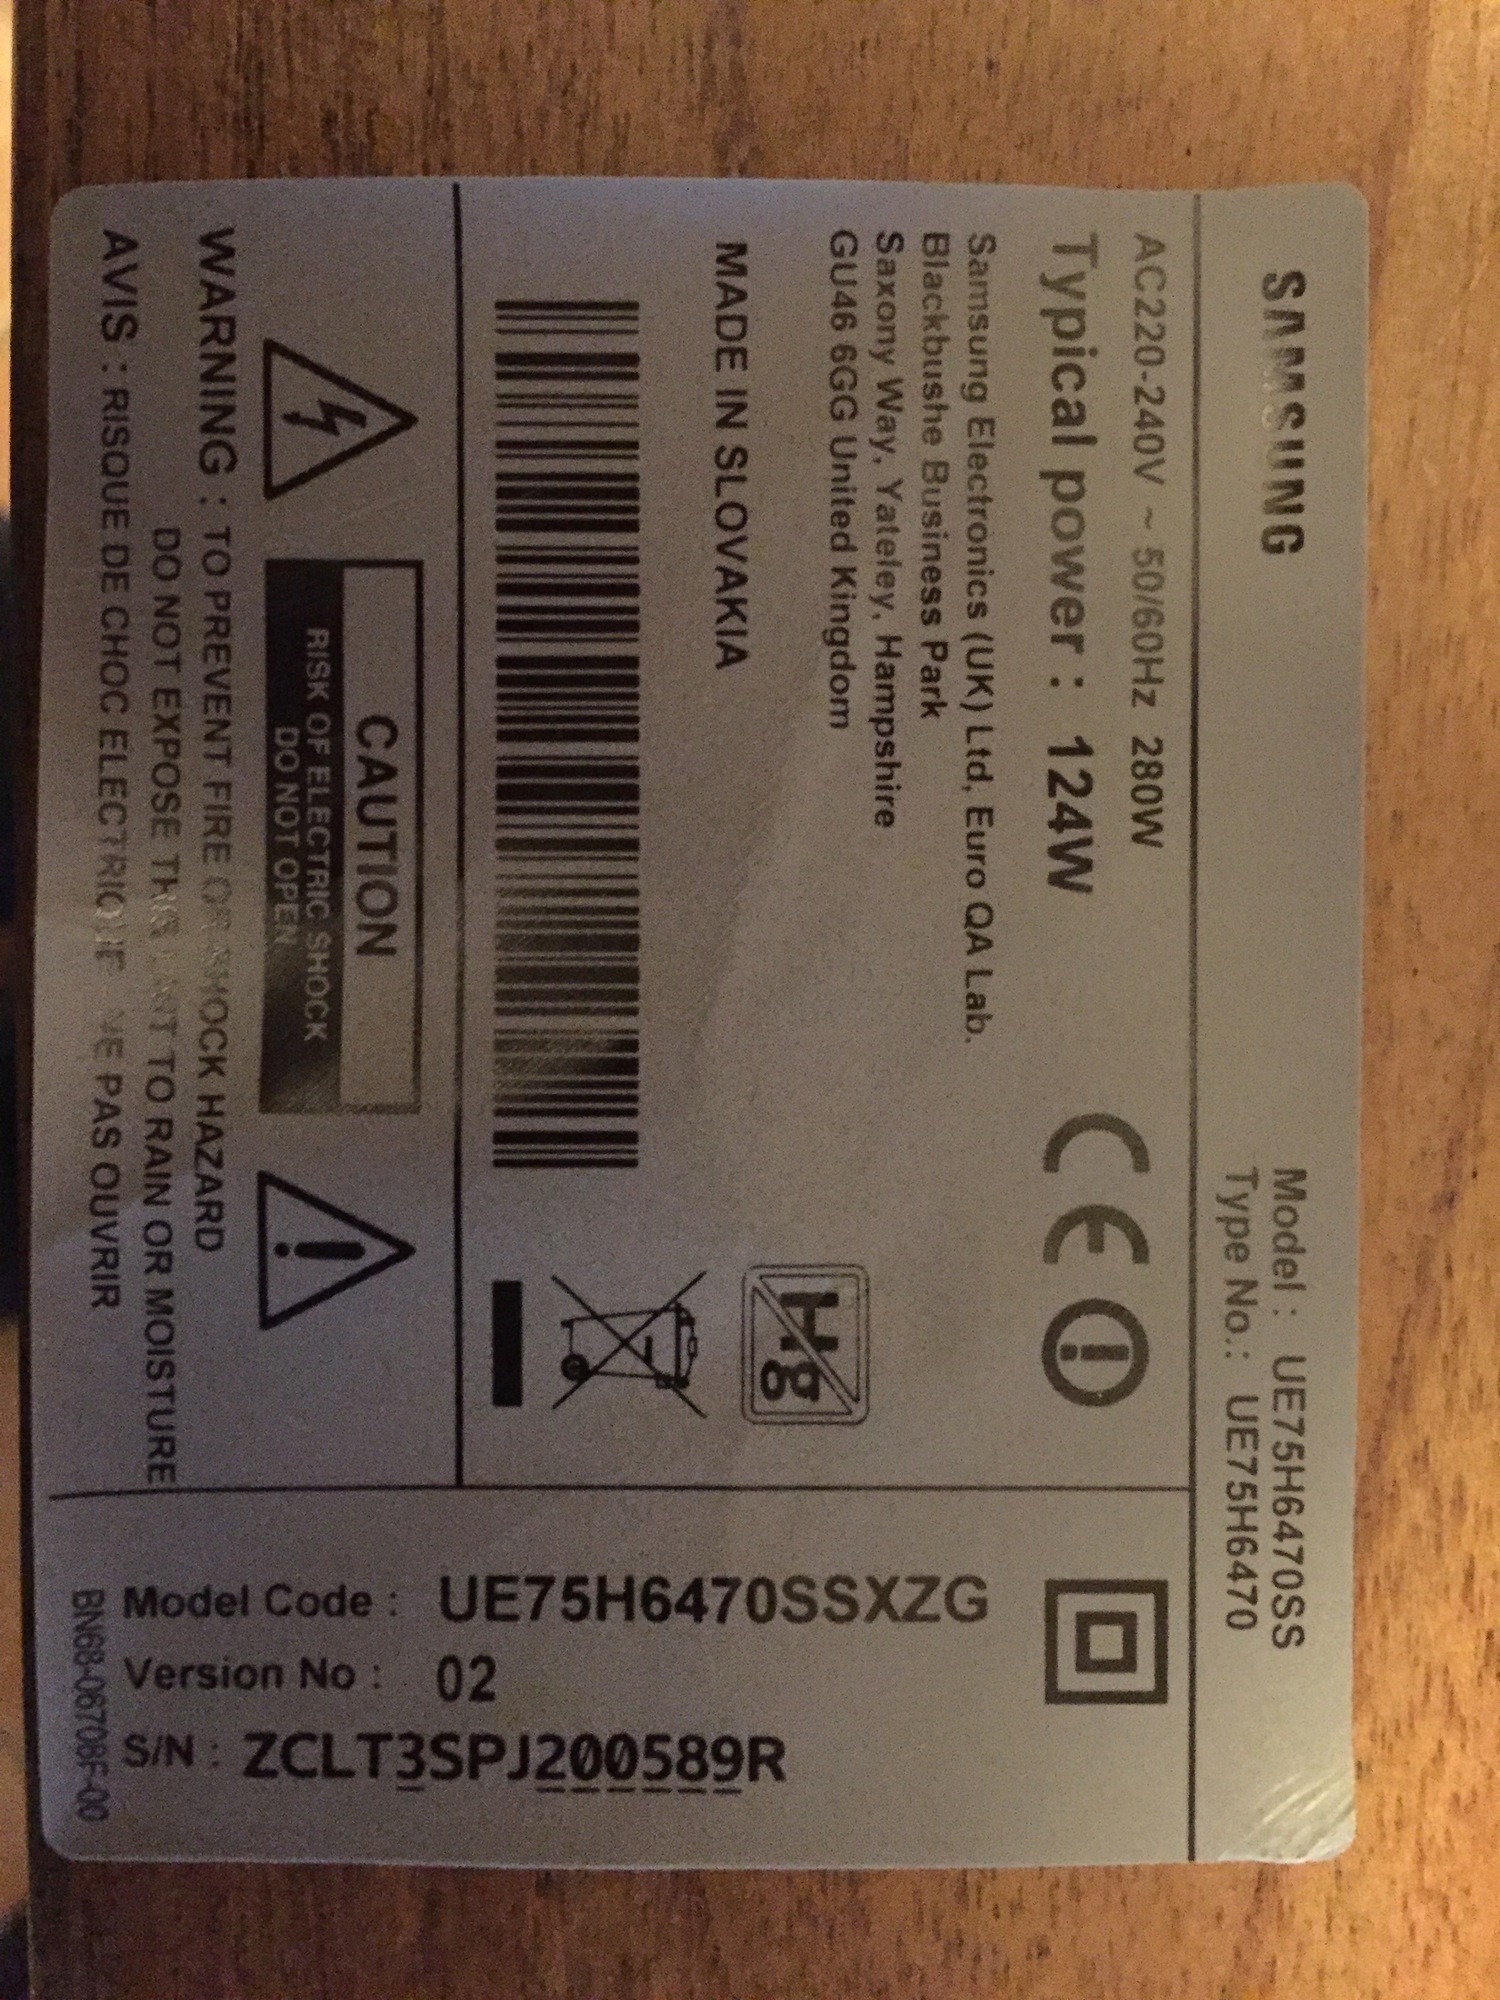 SAMSUNG
Model : UE75H6470SS
Type No.: UE75H6470
AC220-240V ~ 50/60Hz 280W
Typical power : 124W
Samsung Electronics (UK) Ltd, Euro QA Lab.
Blackbushe Business Park
Saxony Way, Yateley, Hampshire
GU46 6GG United Kingdom
MADE IN SLOVAKIA
Hg
CAUTION
RISK OF ELECTRIC SHOCK
DO NOT OPEN
WARNING : TO PREVENT FIRE OR SHOCK HAZARD
DO NOT EXPOSE THIS UNIT TO RAIN OR MOISTURE
AVIS : RISQUE DE CHOC ELECTRIQUE - NE PAS OUVRIR
Model Code : UE75H6470SSXZG
Version No : 02
S/N : ZCLT3SPJ200589R
BN68-06708F-00